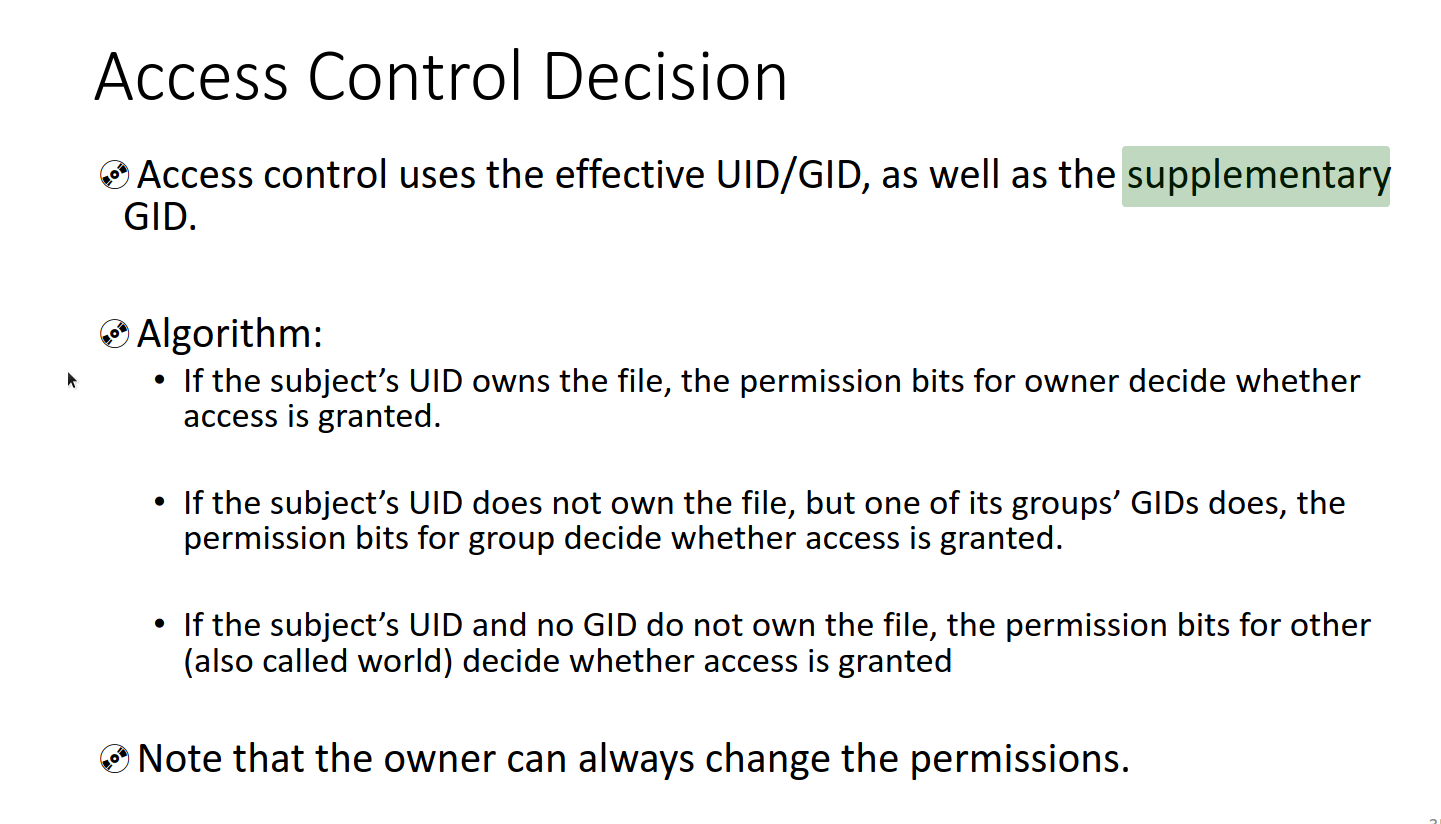 Access Control Decision
Access control uses the effective UID/GID, as well as the supplementary
GID.
Algorithm:
• If the subject’s UID owns the file, the permission bits for owner decide whether
access is granted.
• If the subject’s UID does not own the file, but one of its groups’ GIDs does, the
permission bits for group decide whether access is granted.
• If the subject’s UID and no GID do not own the file, the permission bits for other
(also called world) decide whether access is granted
Note that the owner can always change the permissions.